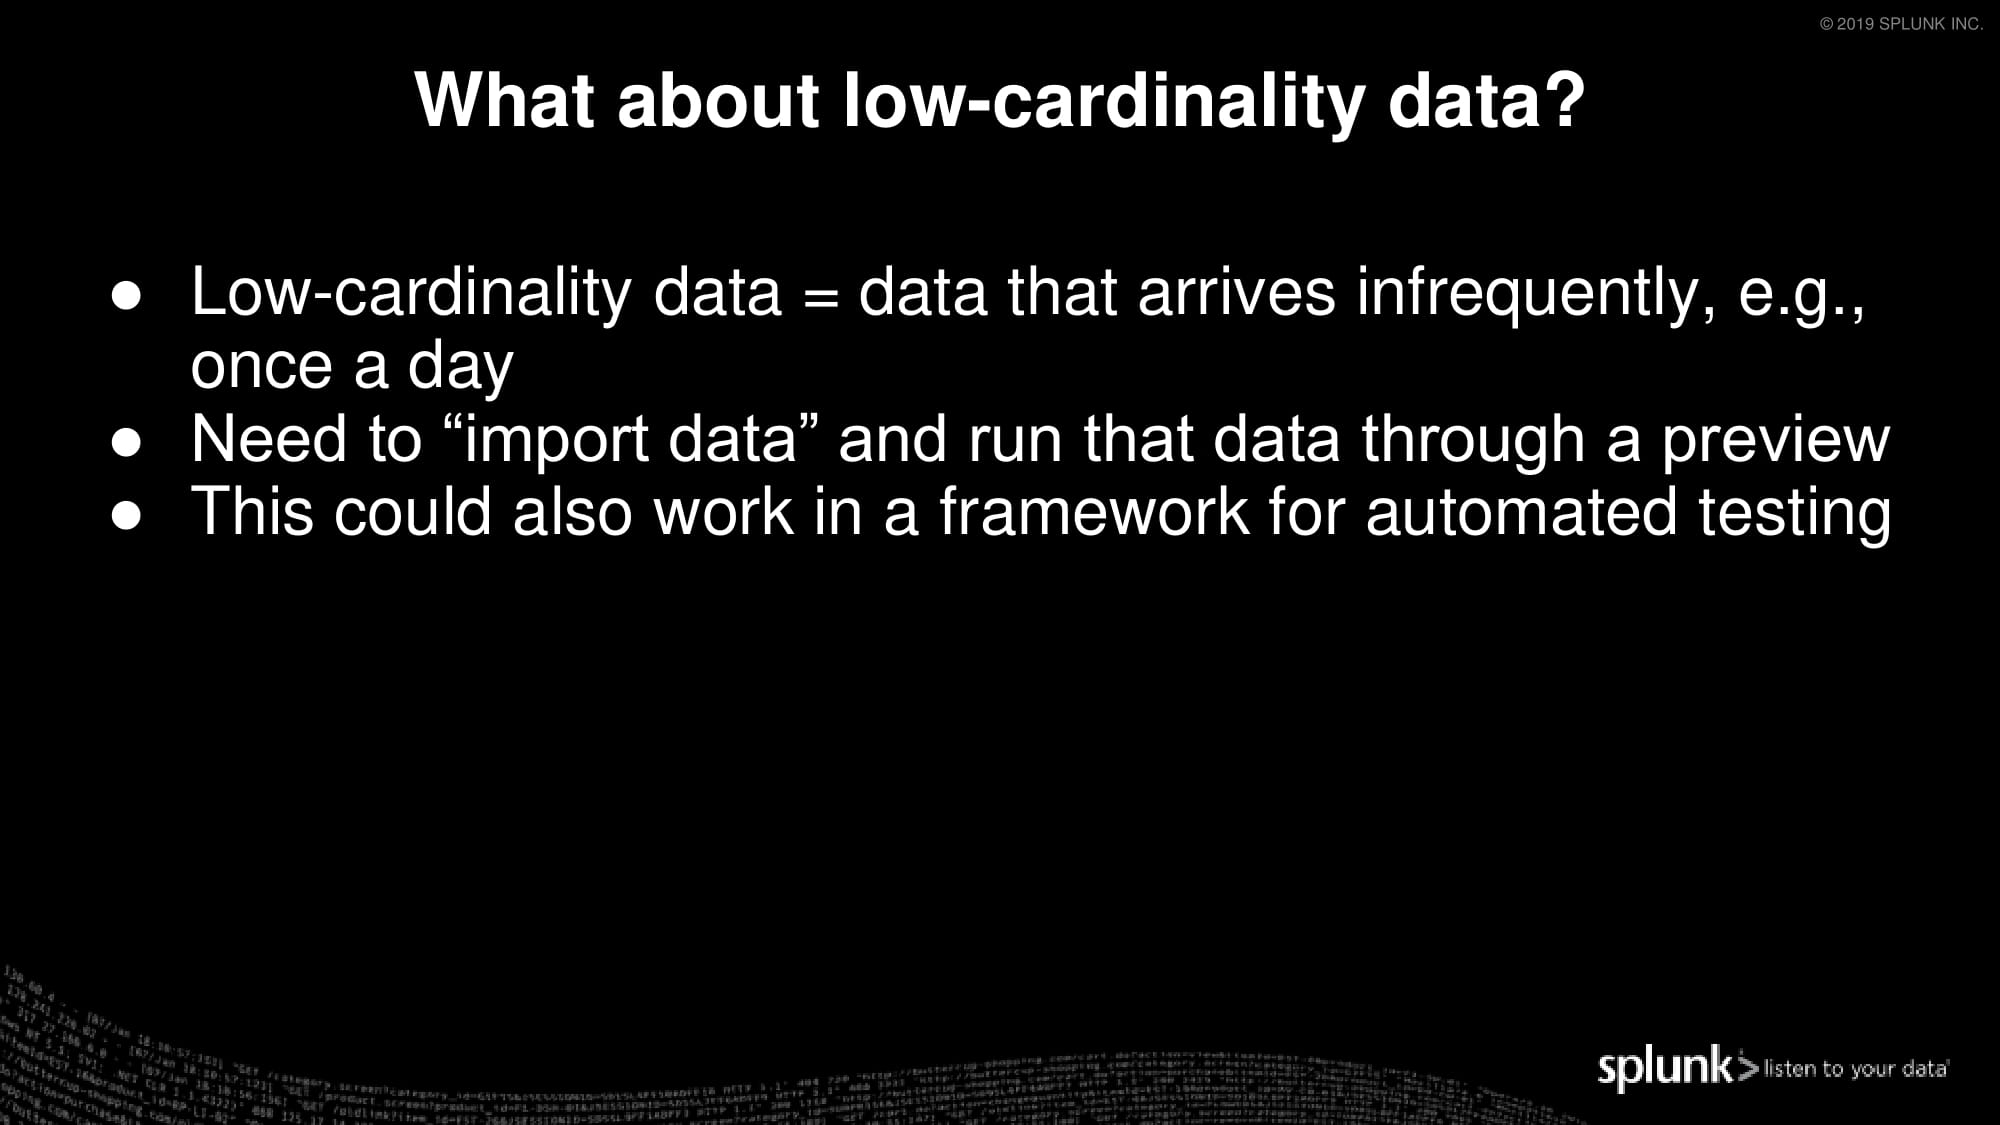 © 2019 SPLUNK INC.
What about low-cardinality data?
● Low-cardinality data = data that arrives infrequently, e.g.,
once a day
● Need to “import data” and run that data through a preview
● This could also work in a framework for automated testing
splunk> listen to your data